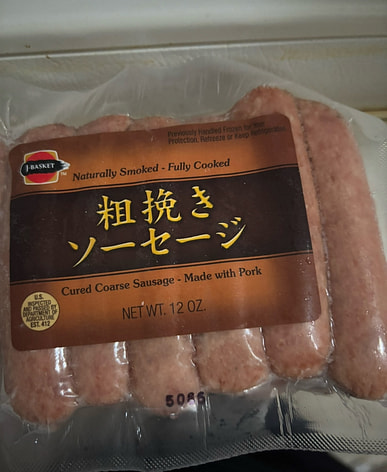 Previously Handled Frozen for Your
Protection, Refreeze or Keep Refrigerated
J-BASKET
TM
Naturally Smoked - Fully Cooked
粗挽き
ソーセージ
Cured Coarse Sausage - Made with Pork
U.S.
INSPECTED
AND PASSED BY
DEPARTMENT OF
AGRICULTURE
EST. 412
NET WT. 12 OZ.